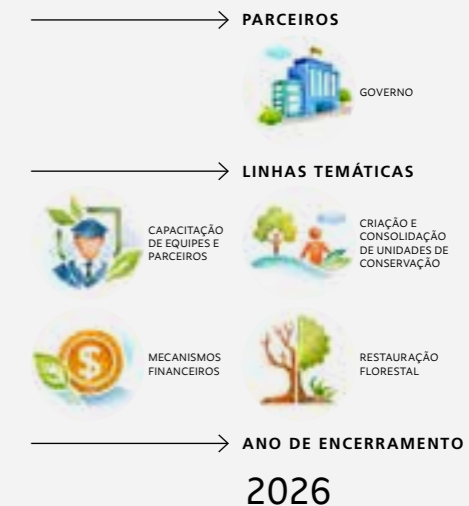 PARCEIROS
GOVERNO
LINHAS TEMÁTICAS
CAPACITAÇÃO
DE EQUIPES E
PARCEIROS
CRIAÇÃO E
CONSOLIDAÇÃO
DE UNIDADES DE
CONSERVAÇÃO
MECANISMOS
FINANCEIROS
RESTAURAÇÃO
FLORESTAL
ANO DE ENCERRAMENTO
2026